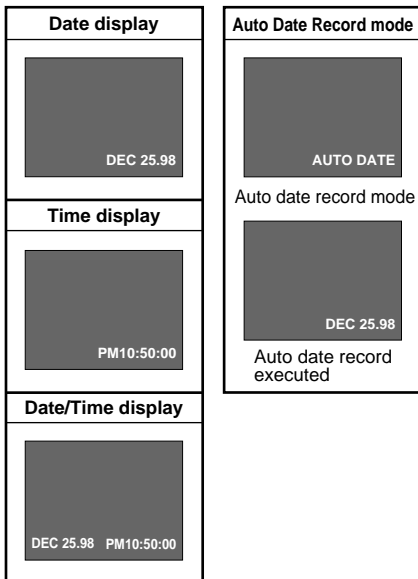 Date display
DEC 25.98
Time display
PM10:50:00
Date/Time display
DEC 25.98 PM10:50:00
Auto Date Record mode
AUTO DATE
Auto date record mode
DEC 25.98
Auto date record
executed